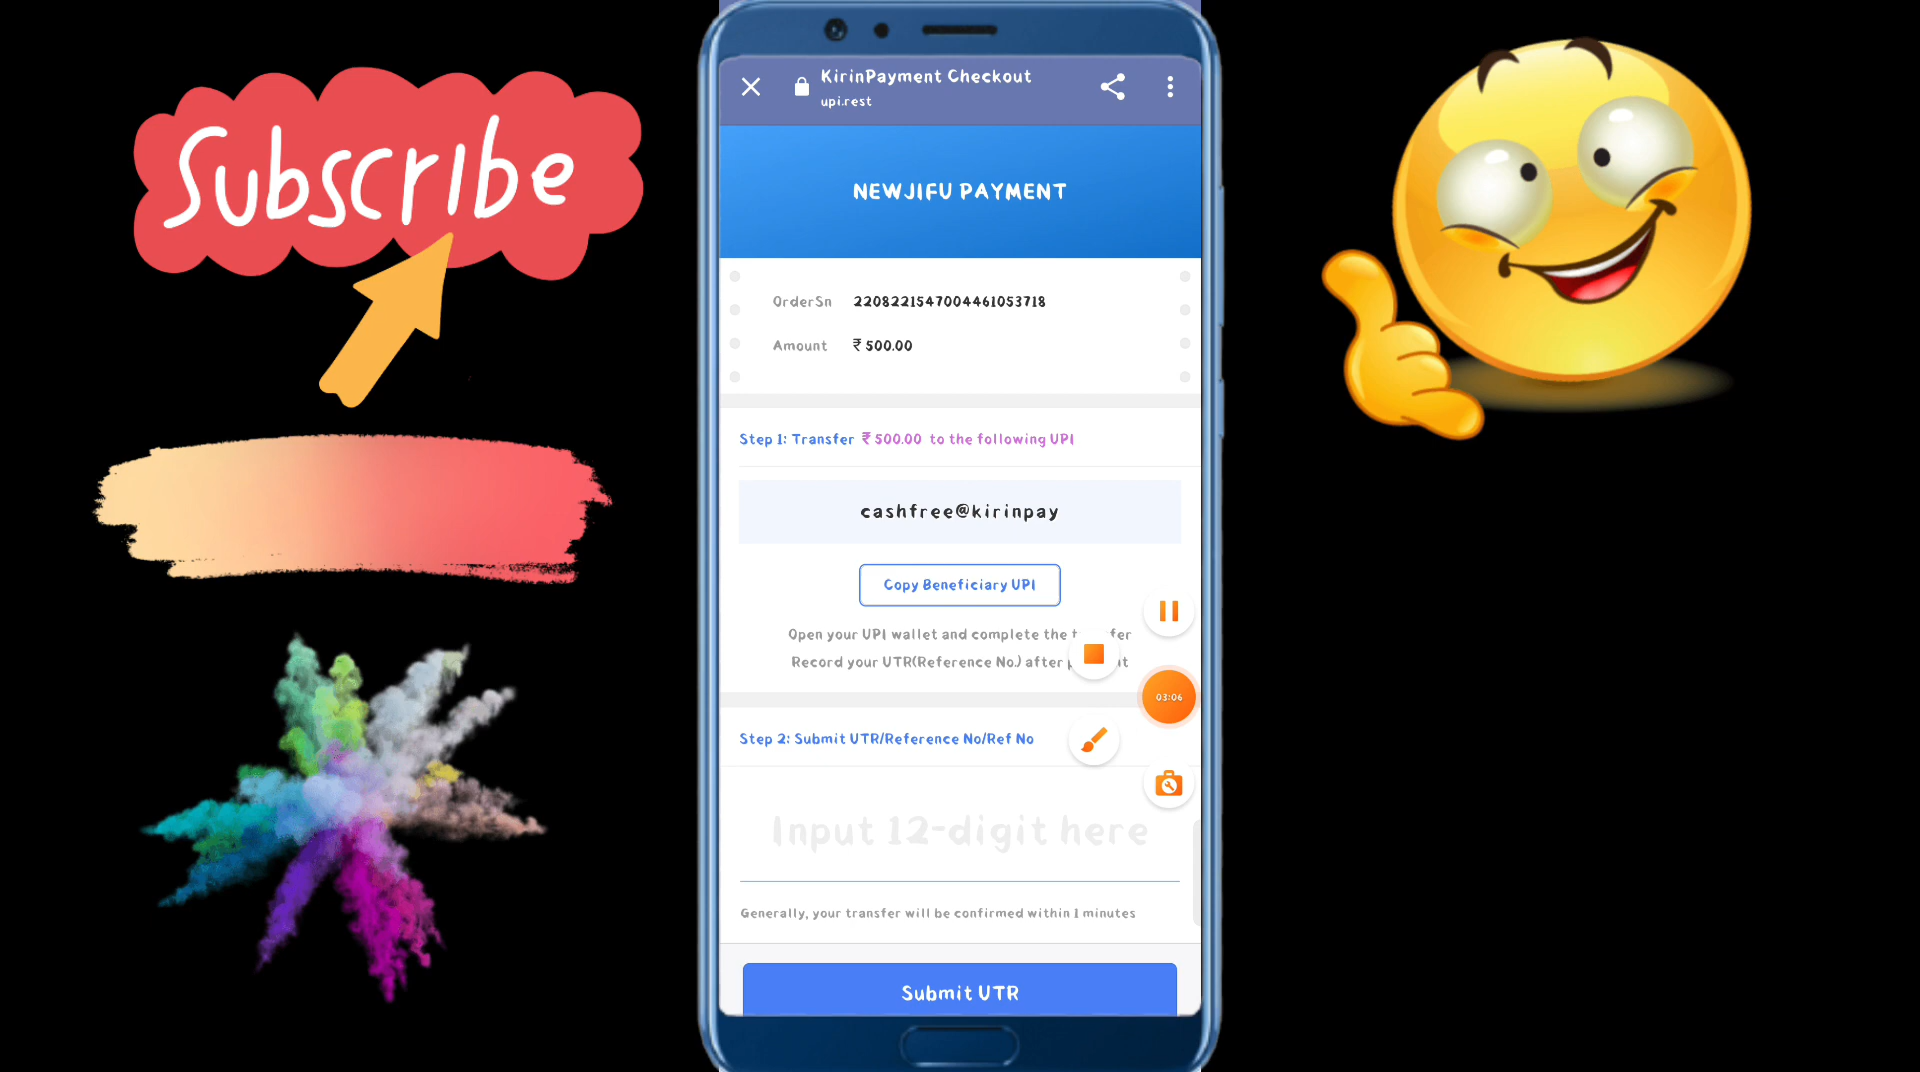 Subscribe
KirinPayment Checkout
upi.rest
NEWJIFU PAYMENT
OrderSn 2208221547004461053718
Amount ₹ 500.00
Step 1: Transfer ₹ 500.00 to the following UPI
cashfree@kirinpay
Copy Beneficiary UPI
Open your UPI wallet and complete the
Record your UTR(Reference No.) after
03:06
Step 2: Submit UTR/Reference No/Ref No
Input 12-digit here
Generally, your transfer will be confirmed within 1 minutes
Submit UTR